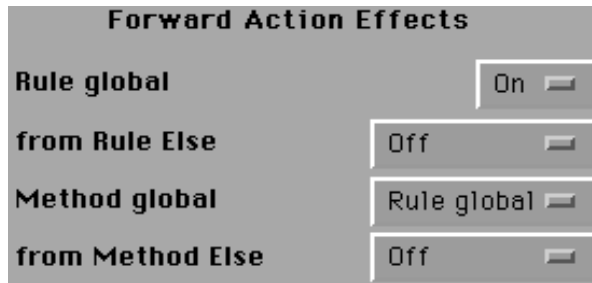 Forward Action Effects
Rule global On
from Rule Else Off
Method global Rule global
from Method Else Off